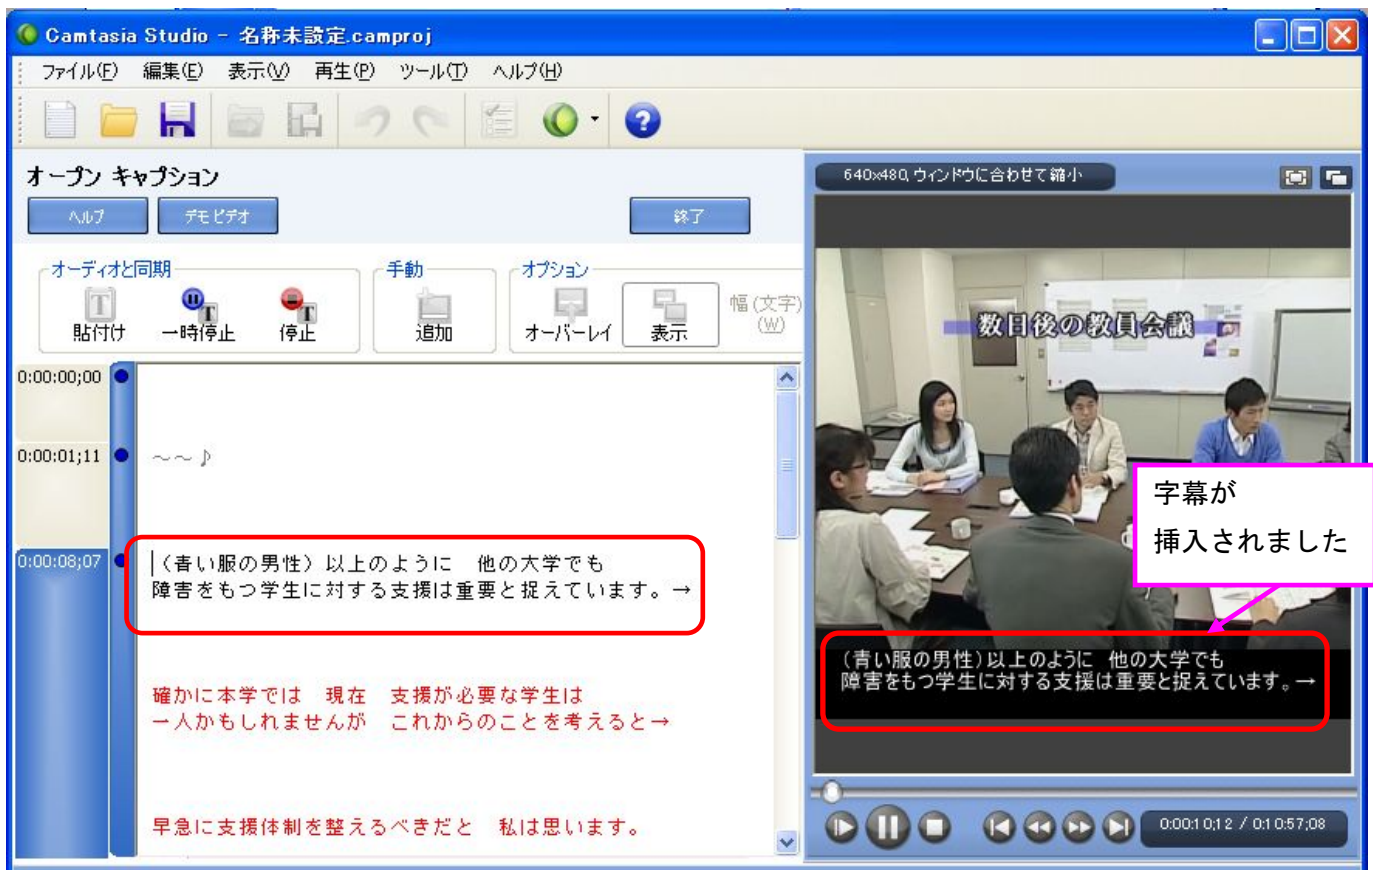 Camtasia Studio - 名称未設定.camproj
ファイル(F) 編集(E) 表示(V) 再生(P) ツール(T) ヘルプ(H)
オープン キャプション
ヘルプ
デモ ビデオ
終了
オーディオと同期
手動
オプション
貼付け
一時停止
停止
追加
オーバーレイ
表示
幅(文字)
(W)
0:00:00;00
0:00:01;11
～～♪
0:00:08;07
（青い服の男性）以上のように　他の大学でも
障害をもつ学生に対する支援は重要と捉えています。→
確かに本学では　現在　支援が必要な学生は
一人かもしれませんが　これからのことを考えると→
早急に支援体制を整えるべきだと　私は思います。
640x480, ウィンドウに合わせて縮小
数日後の教員会議
字幕が
挿入されました
（青い服の男性）以上のように　他の大学でも
障害をもつ学生に対する支援は重要と捉えています。→
0:00:10;12 / 0:10:57;08